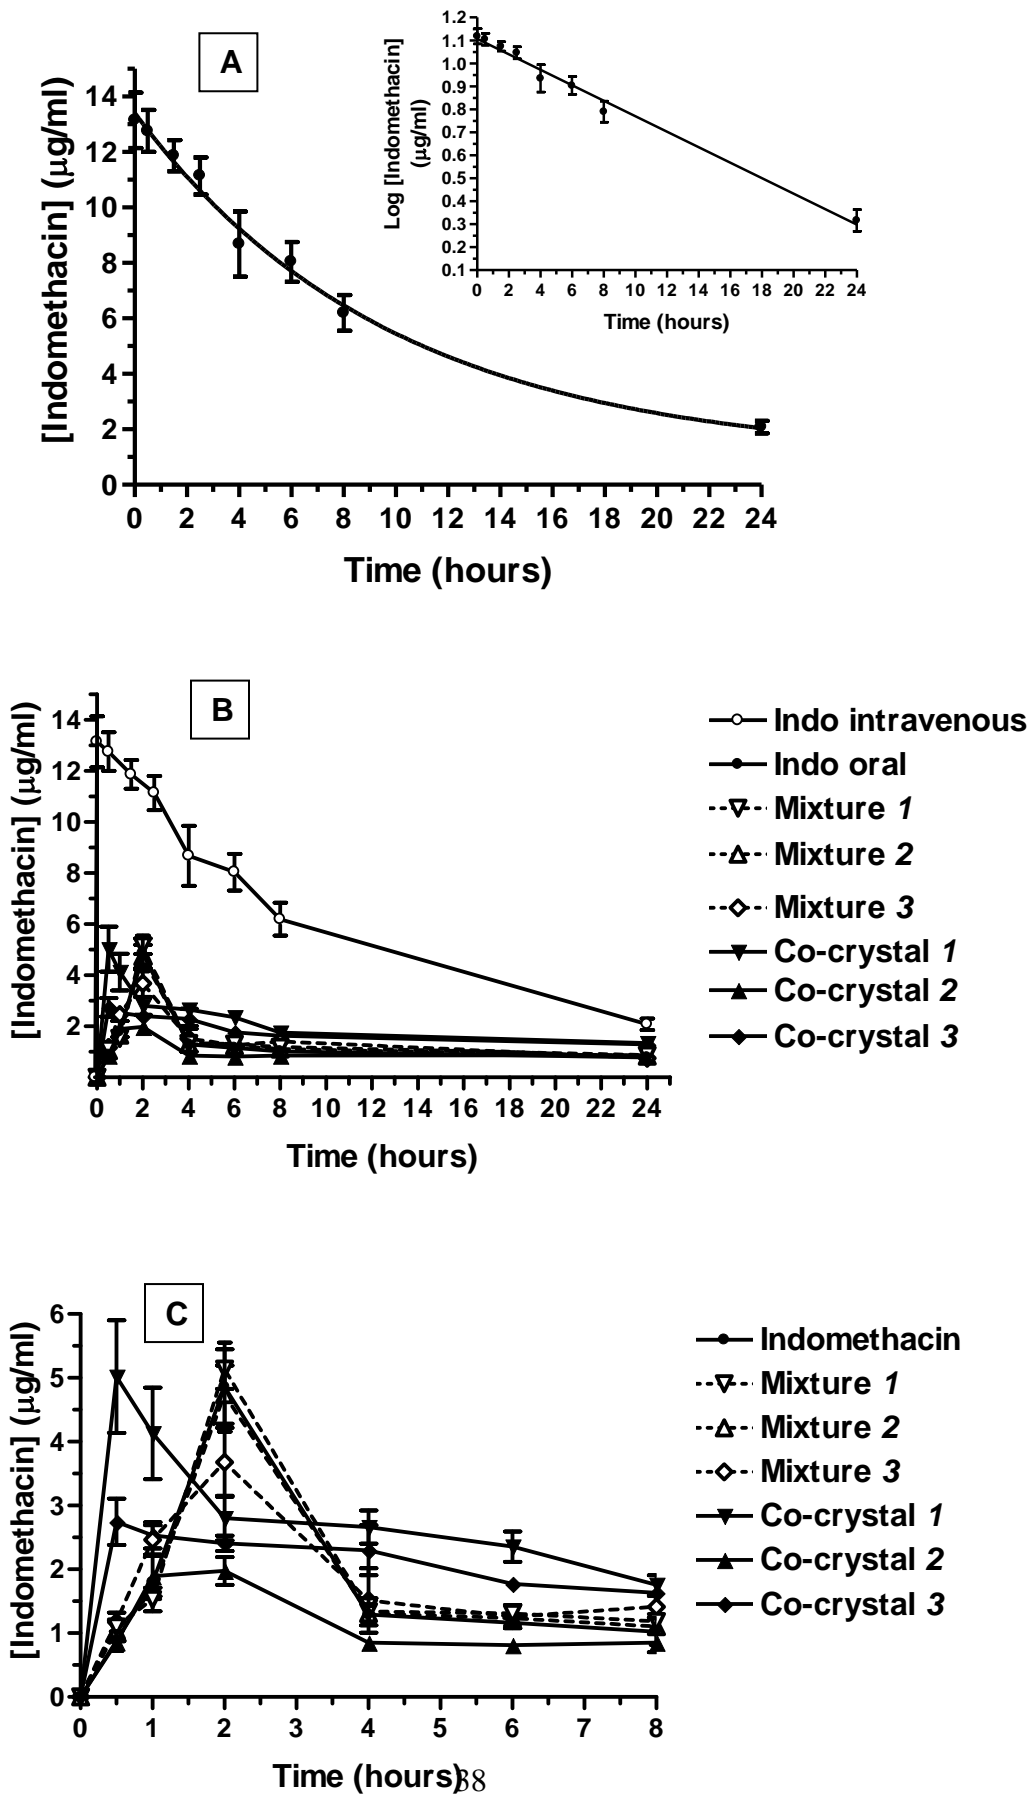 A
[Indomethacin] (µg/ml)
14
12
10
8
6
4
2
0
0 2 4 6 8 10 12 14 16 18 20 22 24
Time (hours)
Log [Indomethacin]
(µg/ml)
1.2
1.1
1.0
0.9
0.8
0.7
0.6
0.5
0.4
0.3
0.2
0.1
0 2 4 6 8 10 12 14 16 18 20 22 24
Time (hours)
B
[Indomethacin] (µg/ml)
14
12
10
8
6
4
2
0 2 4 6 8 10 12 14 16 18 20 22 24
Time (hours)
Indo intravenous
Indo oral
Mixture 1
Mixture 2
Mixture 3
Co-crystal 1
Co-crystal 2
Co-crystal 3
C
[Indomethacin] (µg/ml)
6
5
4
3
2
1
0
0 1 2 3 4 5 6 7 8
Time (hours)
Indomethacin
Mixture 1
Mixture 2
Mixture 3
Co-crystal 1
Co-crystal 2
Co-crystal 3
38